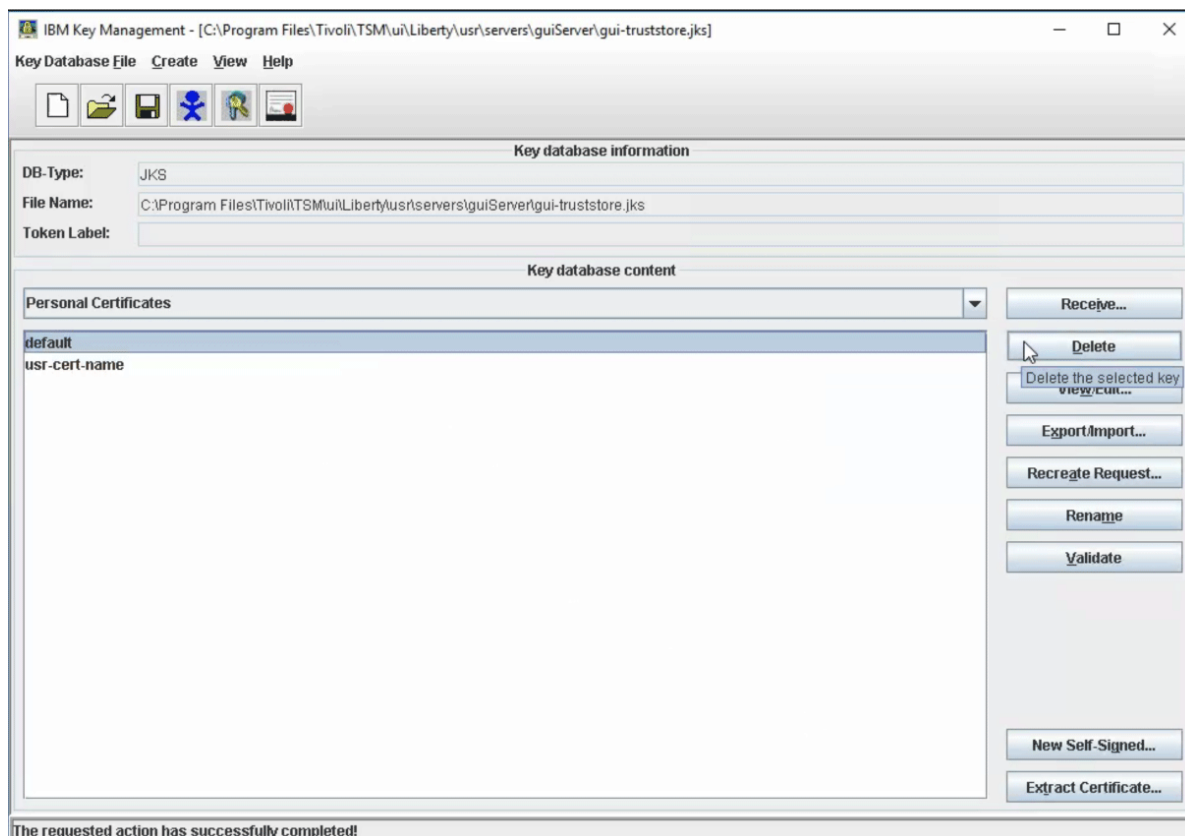 IBM Key Management - [C:\Program Files\Tivoli\TSM\ui\Liberty\usr\servers\guiServer\gui-truststore.jks]
Key Database File Create View Help
Key database information
DB-Type: JKS
File Name: C:\Program Files\Tivoli\TSM\ui\Liberty\usr\servers\guiServer\gui-truststore.jks
Token Label:
Key database content
Personal Certificates
Receive...
default
Delete
usr-cert-name
Delete the selected key
View/Edit...
Export/Import...
Recreate Request...
Rename
Validate
New Self-Signed...
Extract Certificate...
The requested action has successfully completed!